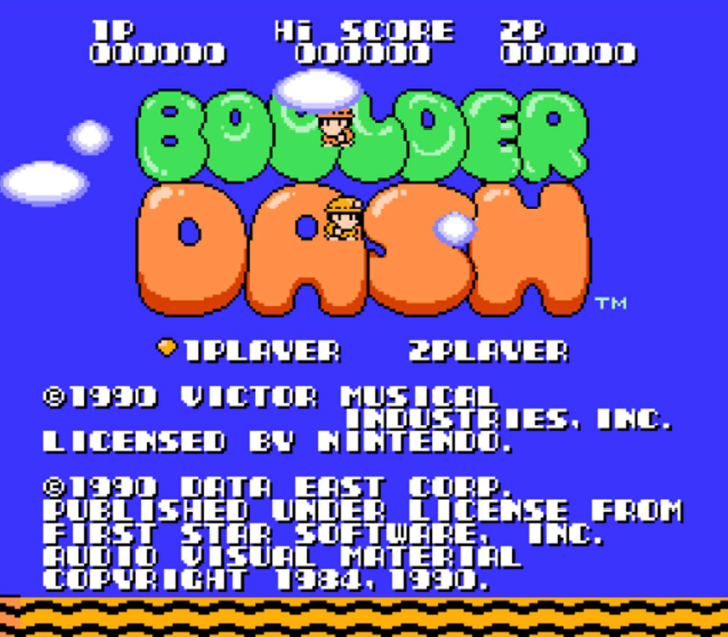 1P Hi SCORE 2P
000000 000000 000000
BOULDER
DASH
TM
1PLAYER 2PLAYER
©1990 VICTOR MUSICAL
INDUSTRIES, INC.
LICENSED BY NINTENDO.
©1990 DATA EAST CORP.
PUBLISHED UNDER LICENSE FROM
FIRST STAR SOFTWARE, INC.
AUDIO VISUAL MATERIAL
COPYRIGHT 1984,1990.